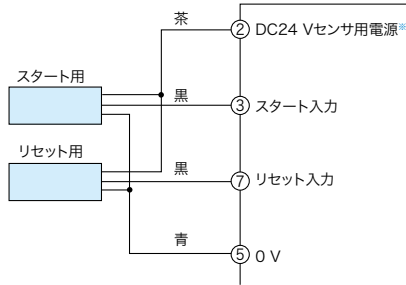 茶
② DC24 Vセンサ用電源※
スタート用
黒
③ スタート入力
リセット用
黒
⑦ リセット入力
青
⑤ 0 V